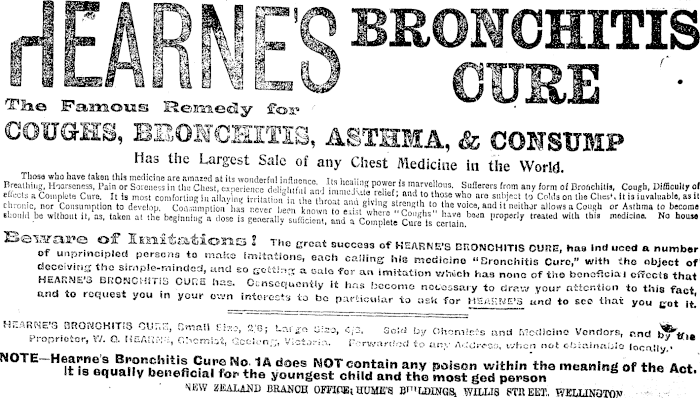 HEARNE'S BRONCHITIS
CURE
The Famous Remedy for
COUGHS, BRONCHITIS, ASTHMA, & CONSUMP
Has the Largest Sale of any Chest Medicine in the World.
Those who have taken this medicine are amazed at its wonderful influence. Its healing power is marvellous. Sufferers from any form of Bronchitis, Cough, Difficulty of
Breathing, Hoarseness, Pain or Soreness in the Chest, experience delightful and immediate relief; and to those who are subject to Colds on the Chest, it is invaluable, as it
effects a Complete Cure. It is most comforting in allaying irritation in the throat and giving strength to the voice, and it neither allows a Cough or Asthma to become
chronic, nor Consumption to develop. Consumption has never been known to exist where "Coughs" have been properly treated with this medicine. No house
should be without it, as, taken at the beginning a dose is generally sufficient, and a Complete Cure is certain.
Beware of Imitations! The great success of HEARNE'S BRONCHITIS CURE, has induced a number
of unprincipled persons to make imitations, each calling his medicine "Bronchitis Cure," with the object of
deceiving the simple-minded, and so getting a sale for an imitation which has none of the beneficial effects that
HEARNE'S BRONCHITIS CURE has. Consequently it has become necessary to draw your attention to this fact,
and to request you in your own interests to be particular to ask for HEARNE'S and to see that you get it.
HEARNE'S BRONCHITIS CURE, Small Size, 2/6; Large Size, 4/6. Sold by Chemists and Medicine Vendors, and by the
Proprietor, W. G. HEARNE, Chemist, Geelong, Victoria. Forwarded to any Address, when not obtainable locally.
NOTE—Hearne's Bronchitis Cure No. 1A does NOT contain any poison within the meaning of the Act.
It is equally beneficial for the youngest child and the most ged person
NEW ZEALAND BRANCH OFFICE; HUME'S BUILDINGS, WILLIS STREET, WELLINGTON